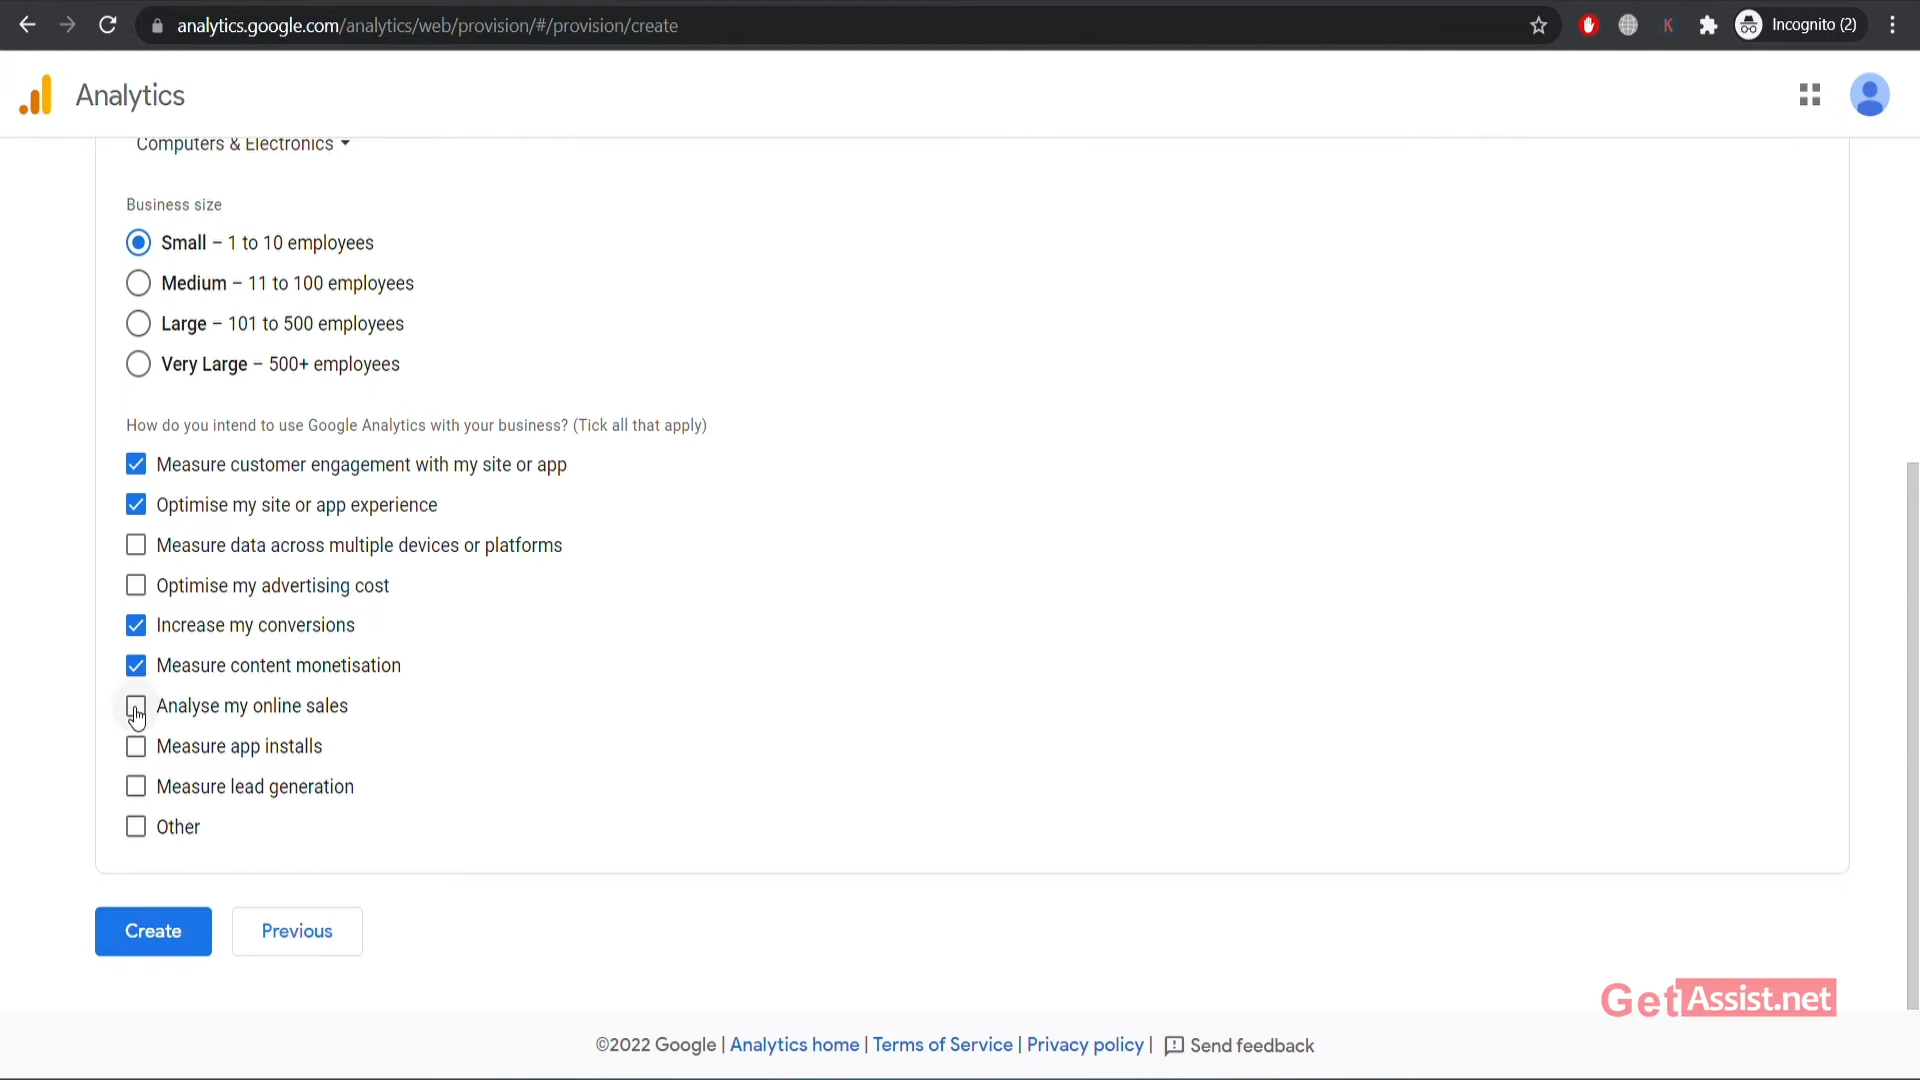 analytics.google.com/analytics/web/provision/#/provision/create
K
Incognito (2)
Analytics
Computers & Electronics
Business size
Small – 1 to 10 employees
Medium – 11 to 100 employees
Large – 101 to 500 employees
Very Large – 500+ employees
How do you intend to use Google Analytics with your business? (Tick all that apply)
Measure customer engagement with my site or app
Optimise my site or app experience
Measure data across multiple devices or platforms
Optimise my advertising cost
Increase my conversions
Measure content monetisation
Analyse my online sales
Measure app installs
Measure lead generation
Other
Create Previous
GetAssist.net
©2022 Google | Analytics home | Terms of Service | Privacy policy | Send feedback